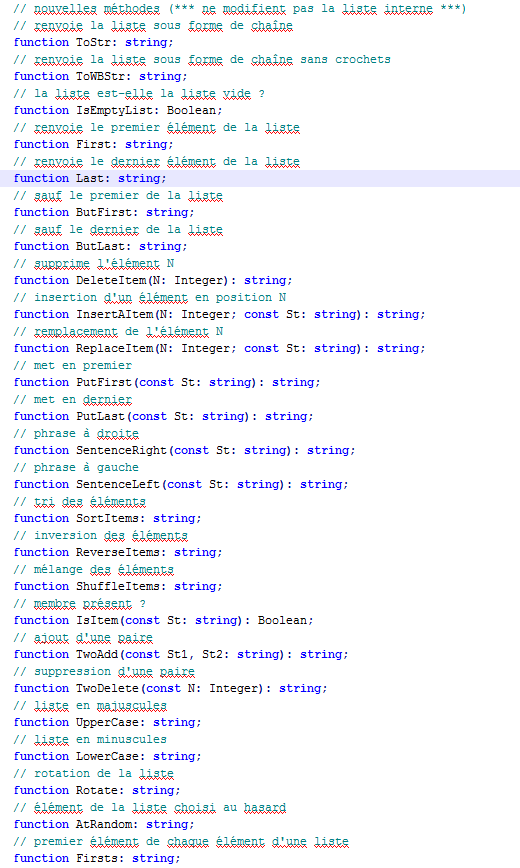 // nouvelles méthodes (*** ne modifient pas la liste interne ***)
// renvoie la liste sous forme de chaîne
function ToStr: string;
// renvoie la liste sous forme de chaîne sans crochets
function ToWBStr: string;
// la liste est-elle la liste vide ?
function IsEmptyList: Boolean;
// renvoie le premier élément de la liste
function First: string;
// renvoie le dernier élément de la liste
function Last: string;
// sauf le premier de la liste
function ButFirst: string;
// sauf le dernier de la liste
function ButLast: string;
// supprime l'élément N
function DeleteItem(N: Integer): string;
// insertion d'un élément en position N
function InsertAItem(N: Integer; const St: string): string;
// remplacement de l'élément N
function ReplaceItem(N: Integer; const St: string): string;
// met en premier
function PutFirst(const St: string): string;
// met en dernier
function PutLast(const St: string): string;
// phrase à droite
function SentenceRight(const St: string): string;
// phrase à gauche
function SentenceLeft(const St: string): string;
// tri des éléments
function SortItems: string;
// inversion des éléments
function ReverseItems: string;
// mélange des éléments
function ShuffleItems: string;
// membre présent ?
function IsItem(const St: string): Boolean;
// ajout d'une paire
function TwoAdd(const St1, St2: string): string;
// suppression d'une paire
function TwoDelete(const N: Integer): string;
// liste en majuscules
function UpperCase: string;
// liste en minuscules
function LowerCase: string;
// rotation de la liste
function Rotate: string;
// élément de la liste choisi au hasard
function AtRandom: string;
// premier élément de chaque élément d'une liste
function Firsts: string;